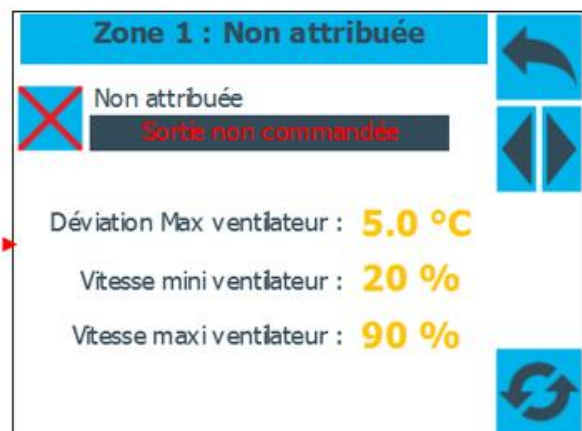 Zone 1 : Non attribuée
Non attribuée
Sortie non commandée
Déviation Max ventilateur : 5.0 °C
Vitesse mini ventilateur : 20 %
Vitesse maxi ventilateur : 90 %